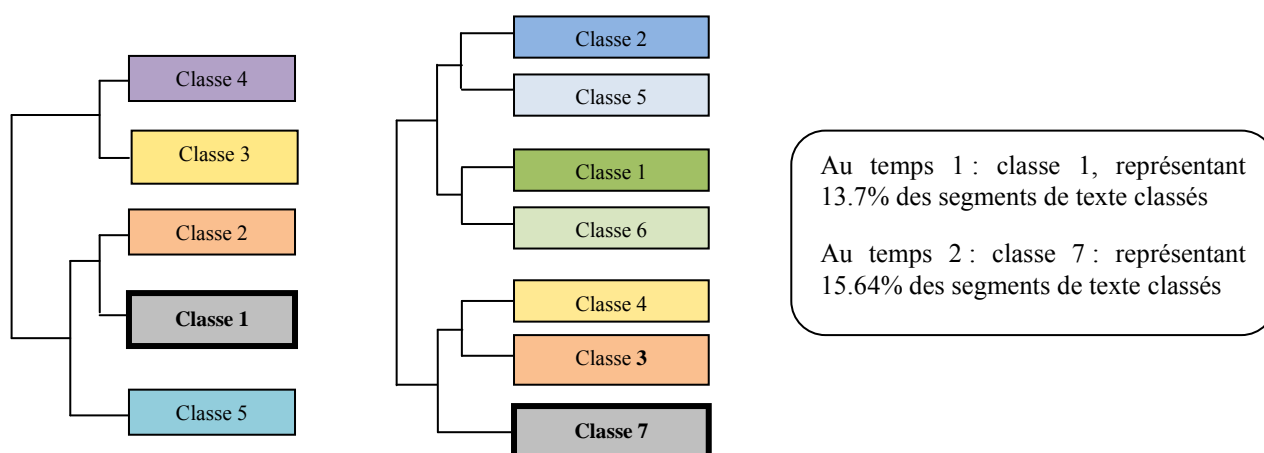 Classe 4
Classe 3
Classe 2
Classe 1
Classe 5
Classe 2
Classe 5
Classe 1
Classe 6
Classe 4
Classe 3
Classe 7
Au temps 1 : classe 1, représentant
13.7% des segments de texte classés
Au temps 2 : classe 7 : représentant
15.64% des segments de texte classés